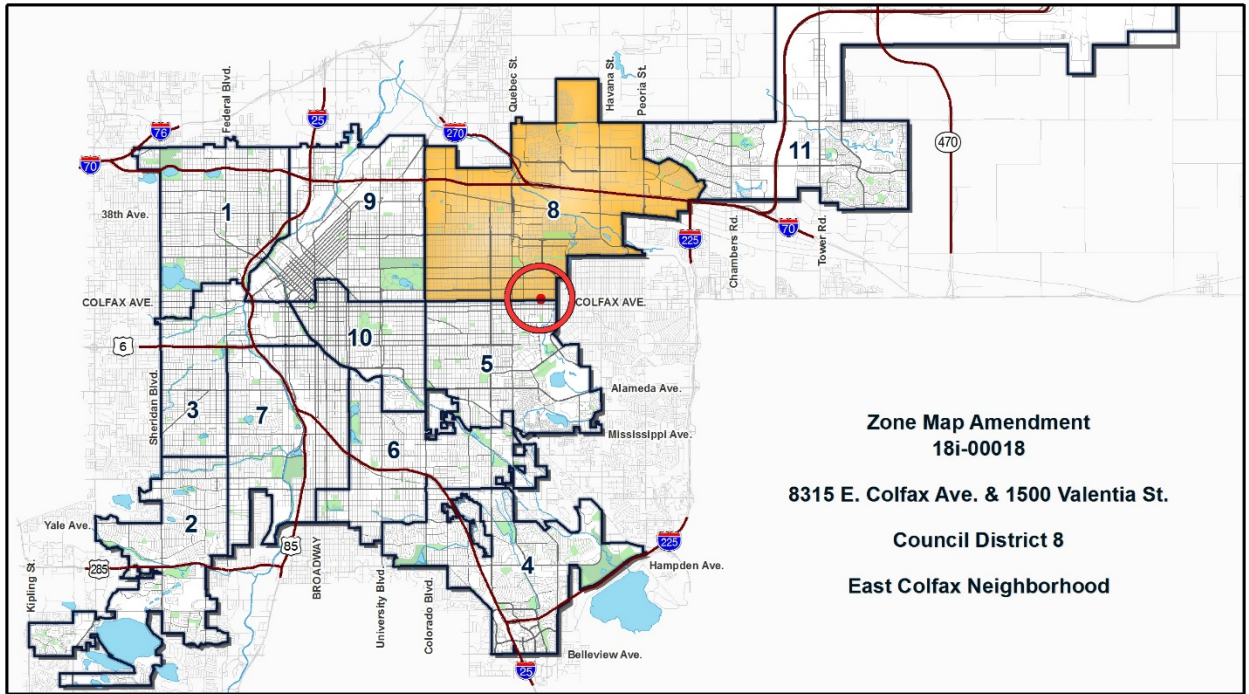 Quebec St.
Havana St.
Peoria St.
Federal Blvd.
25
76
270
70
470
11
9
1
8
38th Ave.
225
70
Chambers Rd.
Tower Rd.
COLFAX AVE.
COLFAX AVE.
10
6
5
Alameda Ave.
Sheridan Blvd.
3
7
Mississippi Ave.
6
Zone Map Amendment
18i-00018
8315 E. Colfax Ave. & 1500 Valentia St.
Council District 8
East Colfax Neighborhood
2
Yale Ave.
85
BROADWAY
225
Hampden Ave.
285
4
Kipling St.
University Blvd.
Colorado Blvd.
Belleview Ave.
25